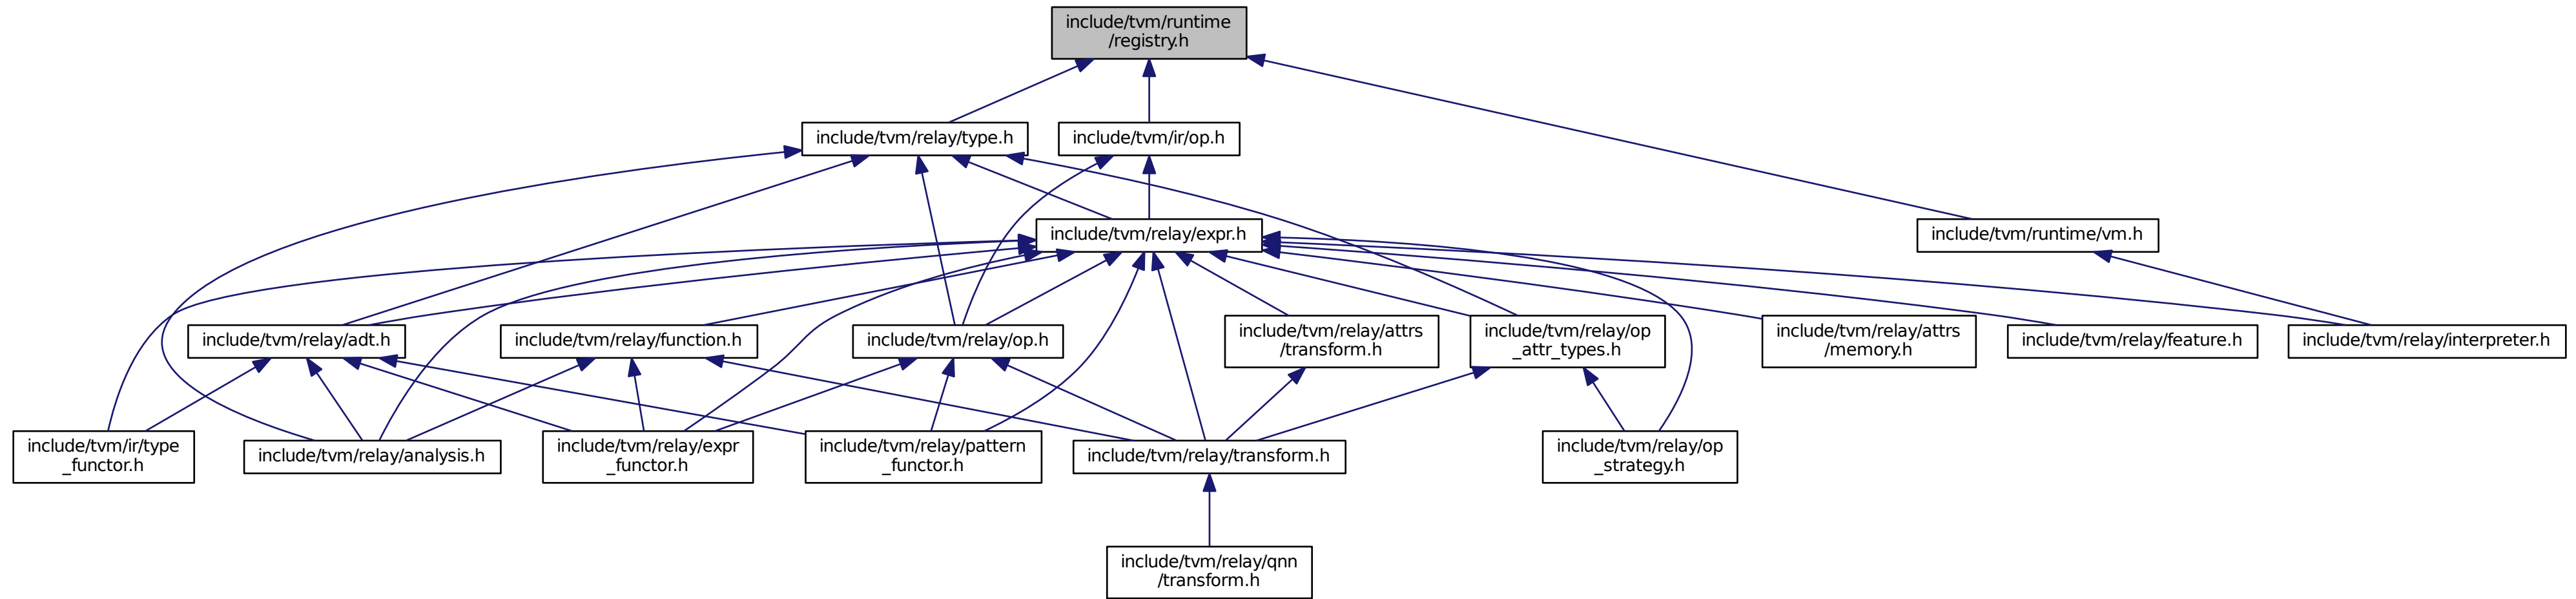 include/tvm/runtime
/registry.h
include/tvm/relay/type.h
include/tvm/ir/op.h
include/tvm/relay/expr.h
include/tvm/runtime/vm.h
include/tvm/relay/adt.h
include/tvm/relay/function.h
include/tvm/relay/op.h
include/tvm/relay/attrs
/transform.h
include/tvm/relay/op
_attr_types.h
include/tvm/relay/attrs
/memory.h
include/tvm/relay/feature.h
include/tvm/relay/interpreter.h
include/tvm/ir/type
_functor.h
include/tvm/relay/analysis.h
include/tvm/relay/expr
_functor.h
include/tvm/relay/pattern
_functor.h
include/tvm/relay/transform.h
include/tvm/relay/op
_strategy.h
include/tvm/relay/qnn
/transform.h